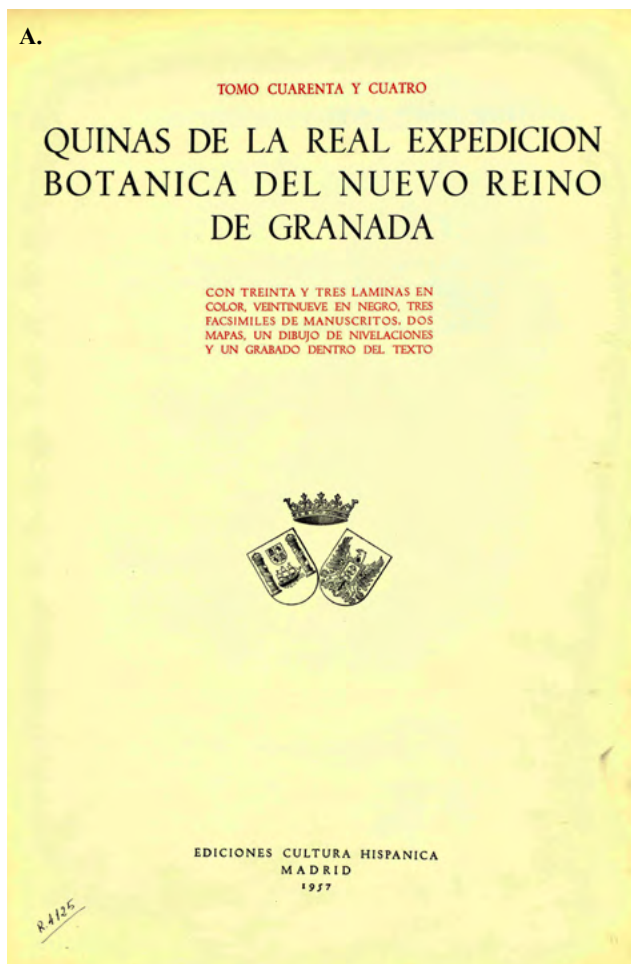 A.
TOMO CUARENTA Y CUATRO
QUINAS DE LA REAL EXPEDICION
BOTANICA DEL NUEVO REINO
DE GRANADA
CON TREINTA Y TRES LAMINAS EN
COLOR, VEINTINUEVE EN NEGRO, TRES
FACSIMILES DE MANUSCRITOS, DOS
MAPAS, UN DIBUJO DE NIVELACIONES
Y UN GRABADO DENTRO DEL TEXTO
EDICIONES CULTURA HISPANICA
MADRID
1957
R.4125